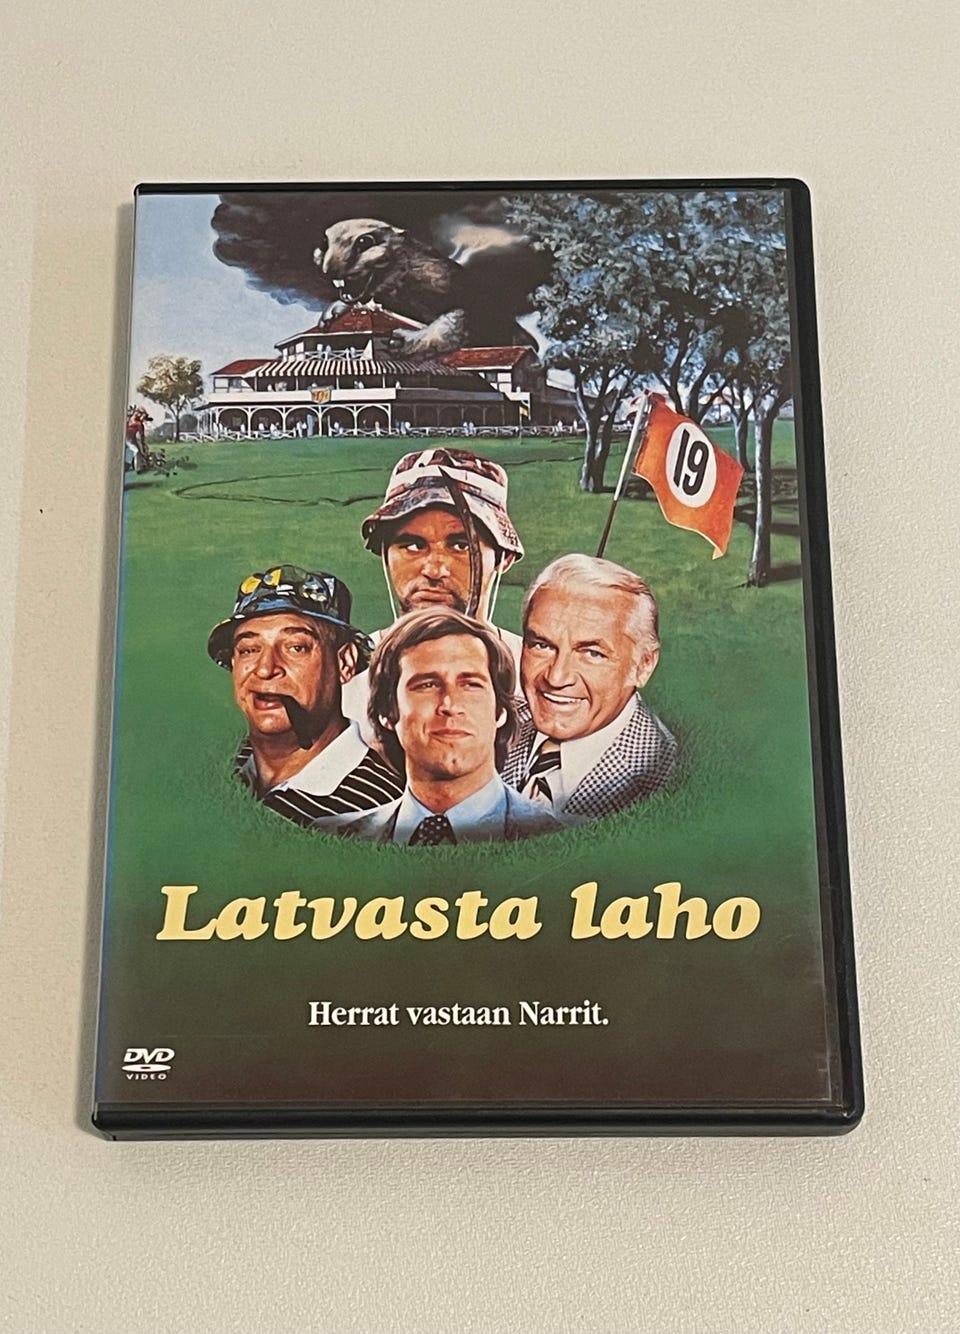 19
Latvasta laho
Herrat vastaan Narrit.
DVD
VIDEO